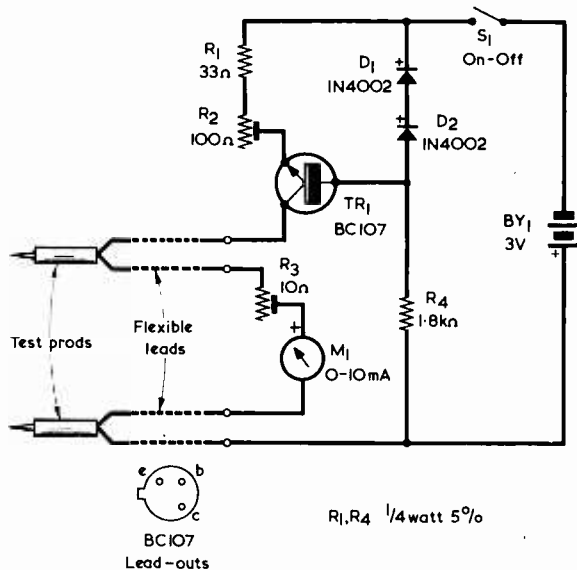 R1
33Ω
R2
100Ω
+
D1
1N4002
+
D2
1N4002
S1
On-Off
TR1
BC107
BY1
3V
+
R3
10Ω
+
M1
0-10mA
R4
1·8kΩ
Test prods
Flexible
leads
e
b
c
BC107
Lead-outs
R1,R4 1/4 watt 5%